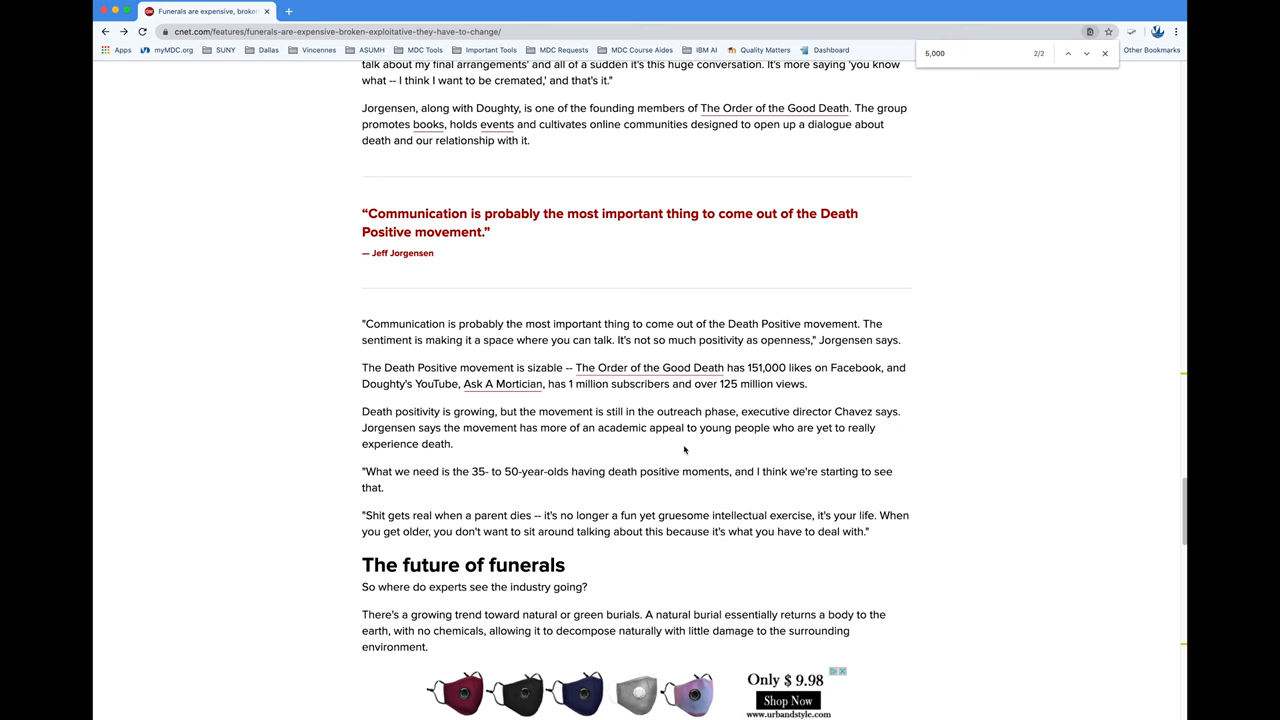 Funerals are expensive, broke
cnet.com/features/funerals-are-expensive-broken-exploitative-they-have-to-change/
Apps myMDC.org SUNY Dallas Vincennes ASUMH MDC Tools Important Tools MDC Requests MDC Course Aides IBM AI Quality Matters Dashboard Other Bookmarks
5,000 2/2
talk about my final arrangements' and all of a sudden it's this huge conversation. It's more saying 'you know
what -- I think I want to be cremated,' and that's it."
Jorgensen, along with Doughty, is one of the founding members of The Order of the Good Death. The group
promotes books, holds events and cultivates online communities designed to open up a dialogue about
death and our relationship with it.
“Communication is probably the most important thing to come out of the Death
Positive movement.”
— Jeff Jorgensen
"Communication is probably the most important thing to come out of the Death Positive movement. The
sentiment is making it a space where you can talk. It's not so much positivity as openness," Jorgensen says.
The Death Positive movement is sizable -- The Order of the Good Death has 151,000 likes on Facebook, and
Doughty's YouTube, Ask A Mortician, has 1 million subscribers and over 125 million views.
Death positivity is growing, but the movement is still in the outreach phase, executive director Chavez says.
Jorgensen says the movement has more of an academic appeal to young people who are yet to really
experience death.
"What we need is the 35- to 50-year-olds having death positive moments, and I think we're starting to see
that.
"Shit gets real when a parent dies -- it's no longer a fun yet gruesome intellectual exercise, it's your life. When
you get older, you don't want to sit around talking about this because it's what you have to deal with."
The future of funerals
So where do experts see the industry going?
There's a growing trend toward natural or green burials. A natural burial essentially returns a body to the
earth, with no chemicals, allowing it to decompose naturally with little damage to the surrounding
environment.
Only $ 9.98
Shop Now
www.urbandstyle.com